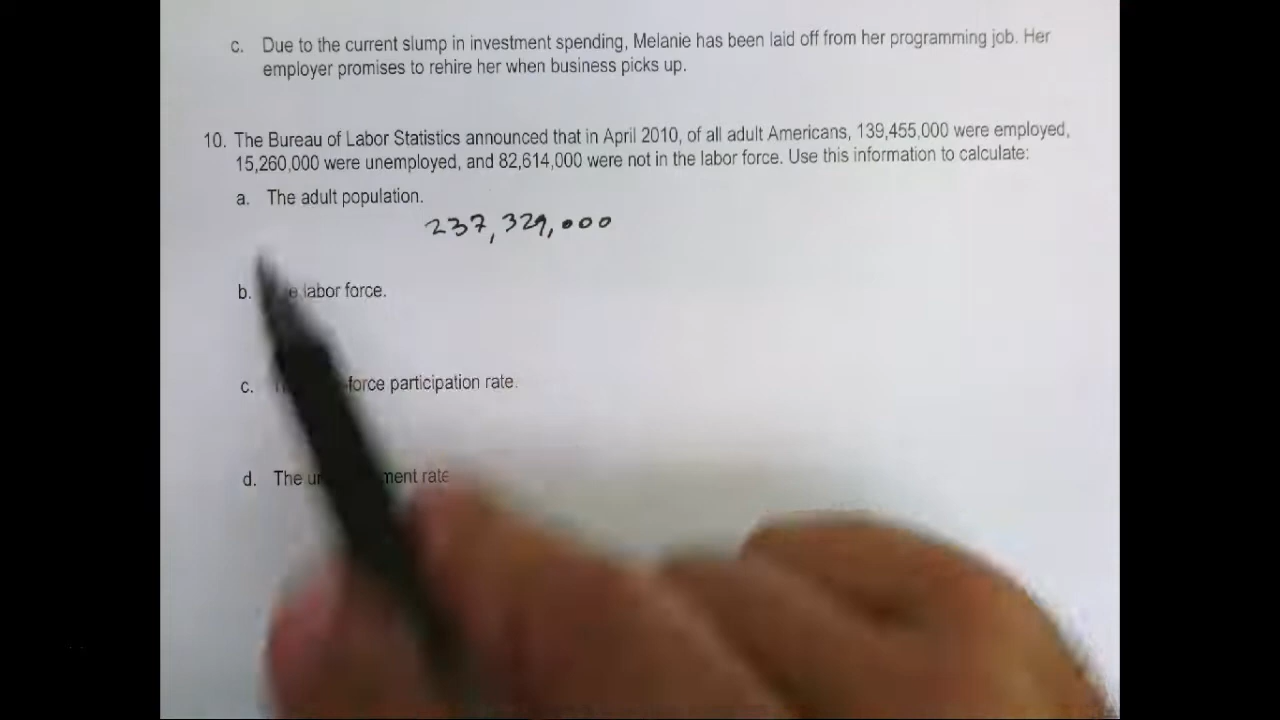 c. Due to the current slump in investment spending, Melanie has been laid off from her programming job. Her
employer promises to rehire her when business picks up.
10. The Bureau of Labor Statistics announced that in April 2010, of all adult Americans, 139,455,000 were employed,
15,260,000 were unemployed, and 82,614,000 were not in the labor force. Use this information to calculate:
a. The adult population.
237,329,000
b. labor force.
c. force participation rate.
d. The rate